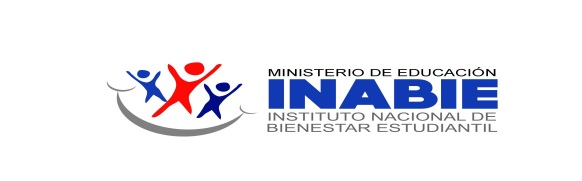 MINISTERIO DE EDUCACIÓN
INABIE
INSTITUTO NACIONAL DE
BIENESTAR ESTUDIANTIL